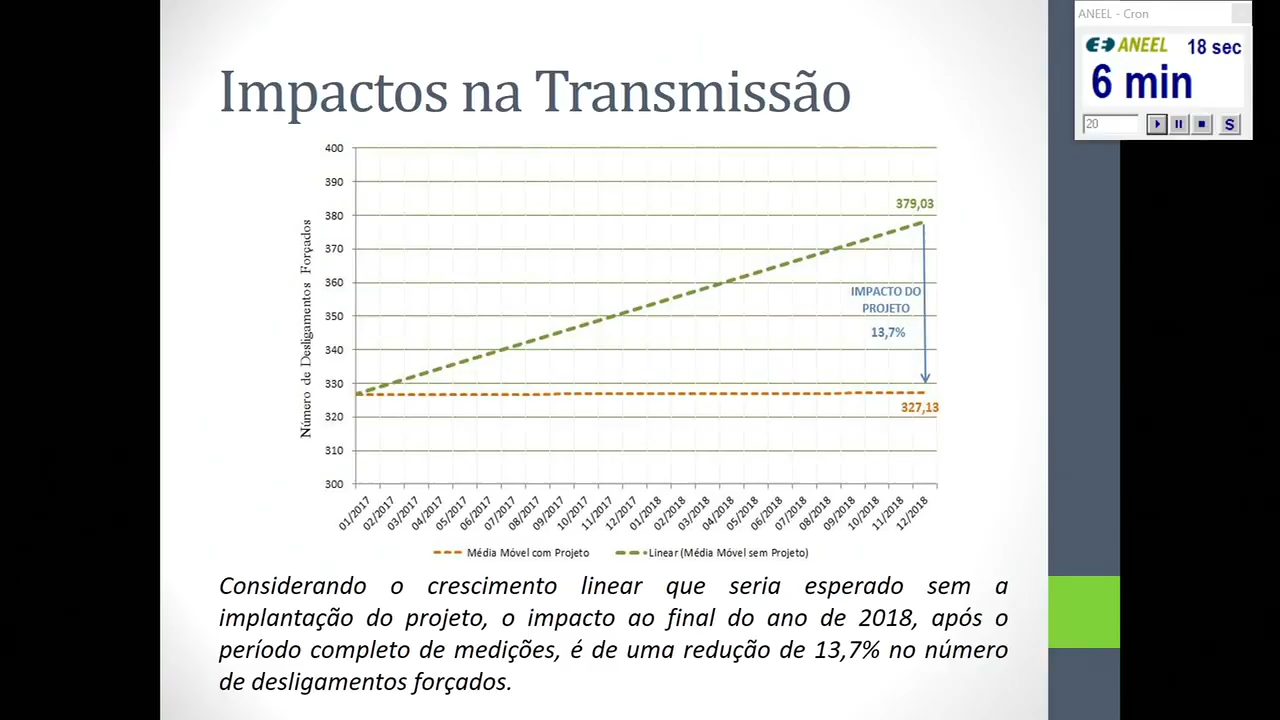 Impactos na Transmissão
ANEEL - Cron
ANEEL
18 sec
6 min
20
S
Número de Desligamentos Forçados
400
390
380
370
360
350
340
330
320
310
300
379,03
IMPACTO DO
PROJETO
13,7%
327,13
01/2017
02/2017
03/2017
04/2017
05/2017
06/2017
07/2017
08/2017
09/2017
10/2017
11/2017
12/2017
01/2018
02/2018
03/2018
04/2018
05/2018
06/2018
07/2018
08/2018
09/2018
10/2018
11/2018
12/2018
Média Móvel com Projeto
Linear (Média Móvel sem Projeto)
Considerando o crescimento linear que seria esperado sem a
implantação do projeto, o impacto ao final do ano de 2018, após o
período completo de medições, é de uma redução de 13,7% no número
de desligamentos forçados.